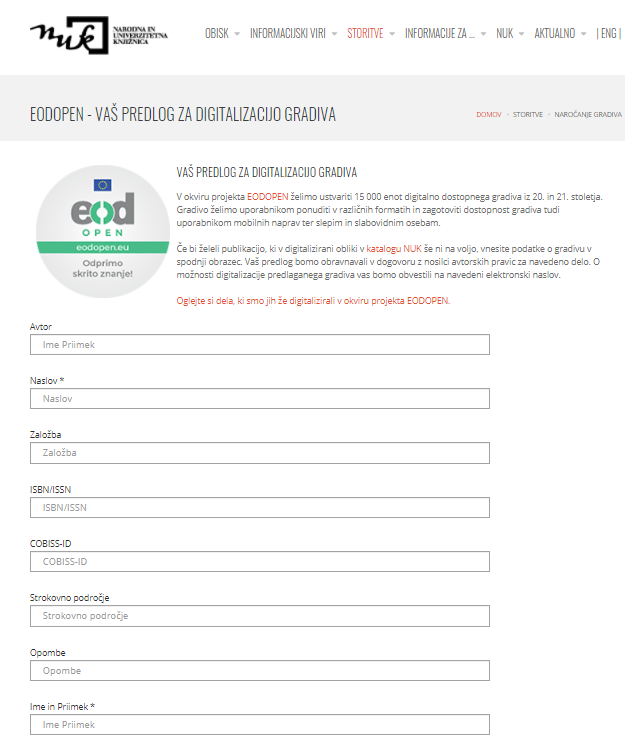 nuk NARODNA IN
UNIVERZITETNA
KNJIŽNICA
OBISK INFORMACIJSKI VIRI STORITVE INFORMACIJE ZA ... NUK AKTUALNO | ENG |
EODOPEN - VAŠ PREDLOG ZA DIGITALIZACIJO GRADIVA
DOMOV STORITVE NAROČANJE GRADIVA
eod
OPEN
eodopen.eu
Odprimo
skrito znanje!
VAŠ PREDLOG ZA DIGITALIZACIJO GRADIVA
V okviru projekta EODOPEN želimo ustvariti 15 000 enot digitalno dostopnega gradiva iz 20. in 21. stoletja.
Gradivo želimo uporabnikom ponuditi v različnih formatih in zagotoviti dostopnost gradiva tudi
uporabnikom mobilnih naprav ter slepim in slabovidnim osebam.
Če bi želeli publikacijo, ki v digitalizirani obliki v katalogu NUK še ni na voljo, vnesite podatke o gradivu v
spodnji obrazec. Vaš predlog bomo obravnavali v dogovoru z nosilci avtorskih pravic za navedeno delo. O
možnosti digitalizacije predlaganega gradiva vas bomo obvestili na navedeni elektronski naslov.
Oglejte si dela, ki smo jih že digitalizirali v okviru projekta EODOPEN.
Avtor
Ime Priimek
Naslov *
Naslov
Založba
Založba
ISBN/ISSN
ISBN/ISSN
COBISS-ID
COBISS-ID
Strokovno področje
Strokovno področje
Opombe
Opombe
Ime in Priimek *
Ime Priimek